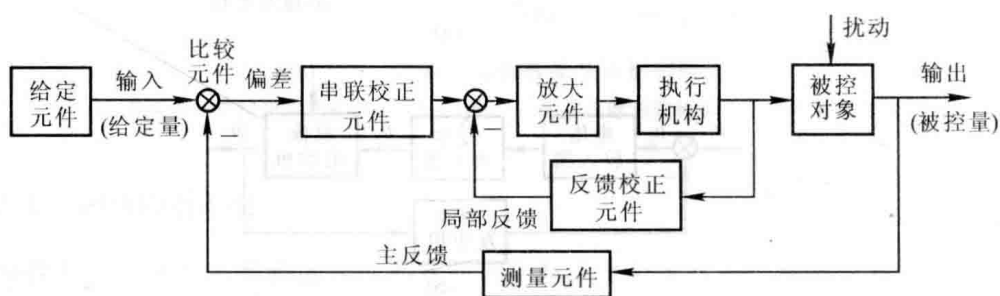 扰动
比较
元件
给定
元件
输入
(给定量)
偏差
串联校正
元件
放大
元件
执行
机构
被控
对象
输出
(被控量)
反馈校正
元件
局部反馈
主反馈
测量元件